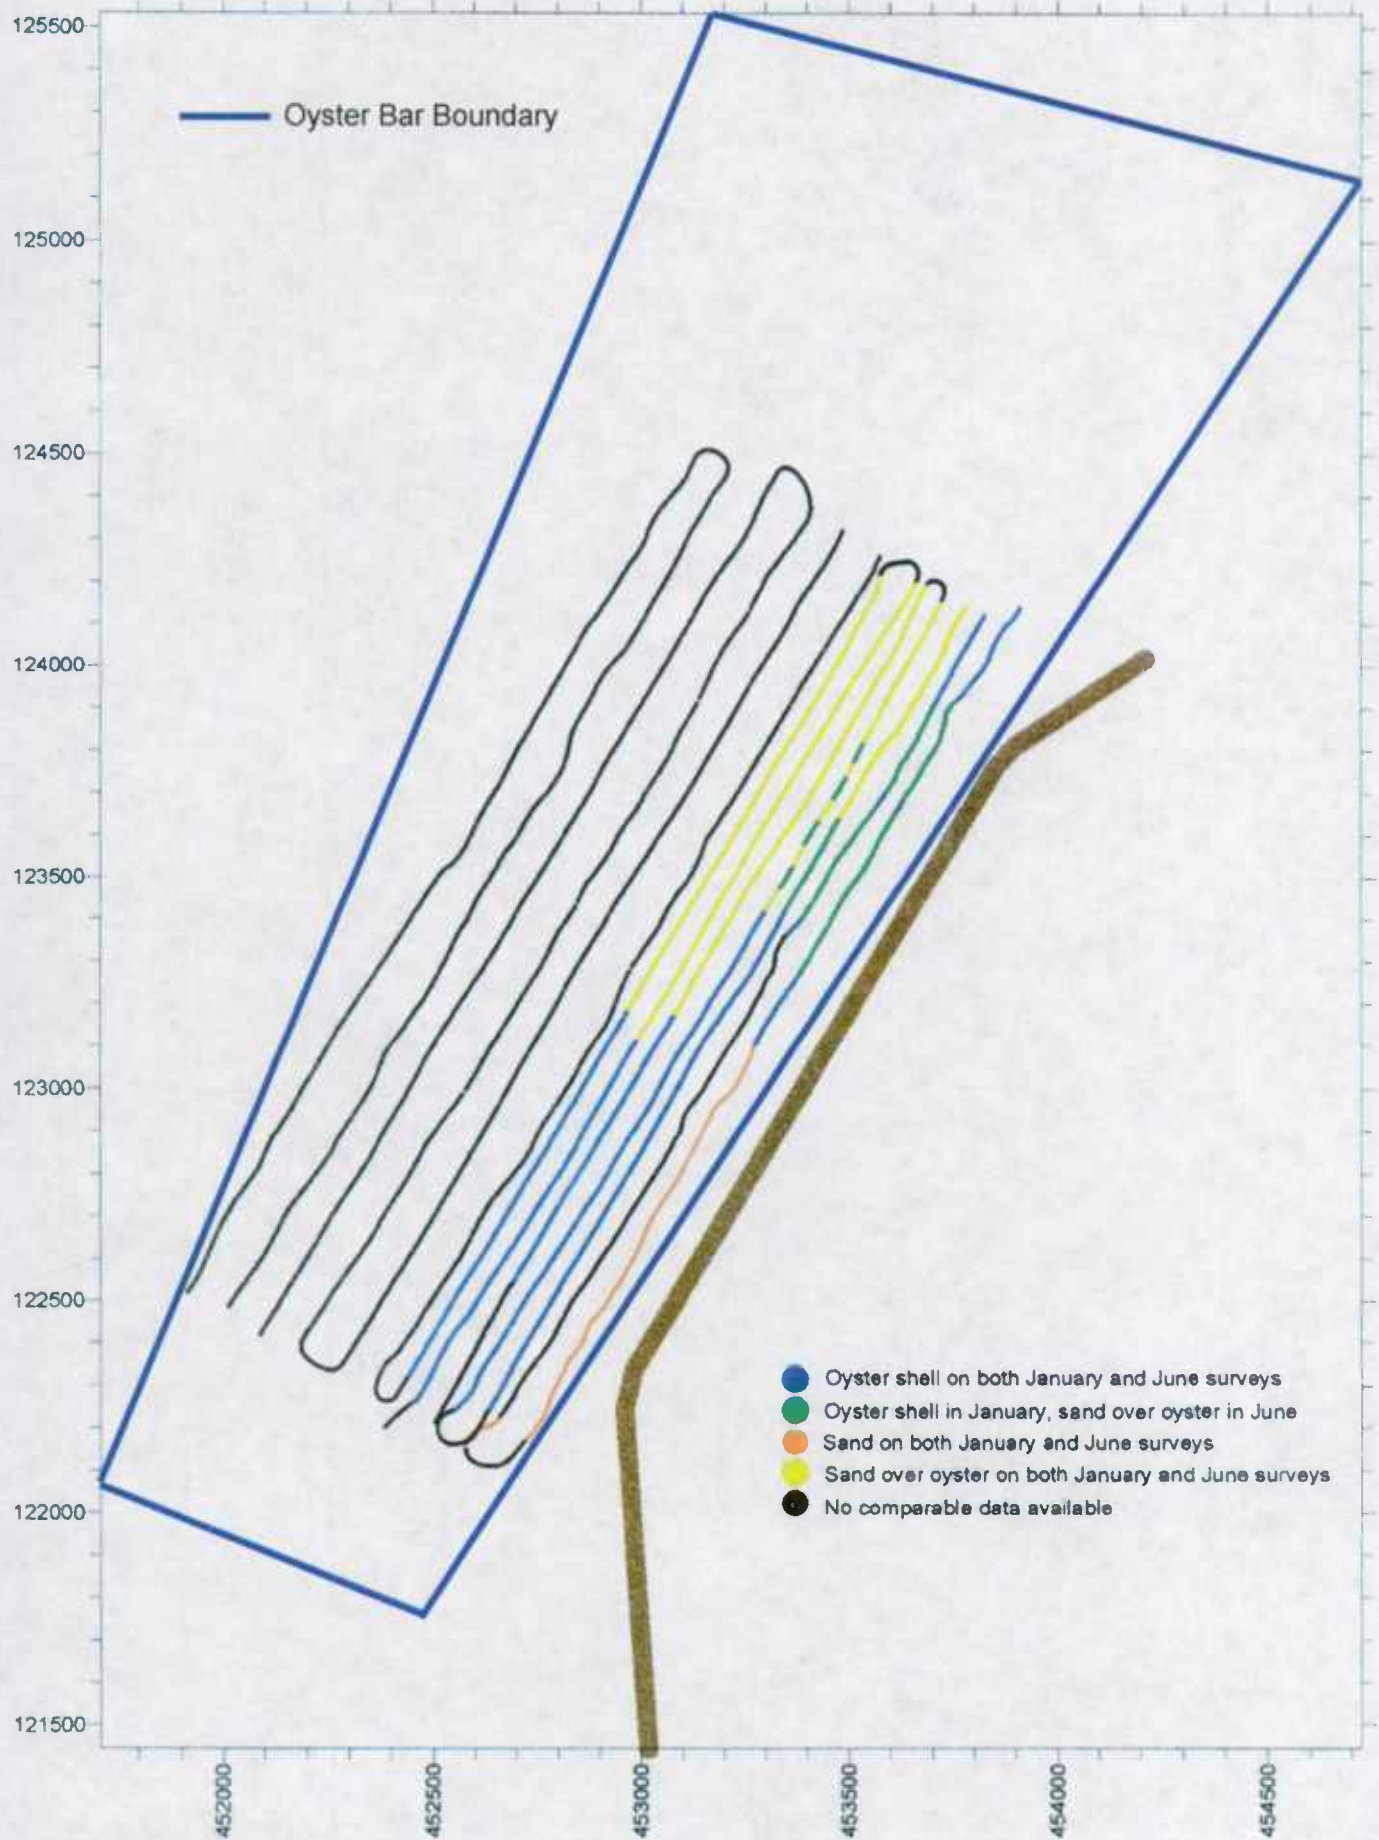 125500
Oyster Bar Boundary
125000
124500
124000
123500
123000
122500
Oyster shell on both January and June surveys
Oyster shell in January, sand over oyster in June
Sand on both January and June surveys
Sand over oyster on both January and June surveys
No comparable data available
122000
121500
452000
452500
453000
453500
454000
454500